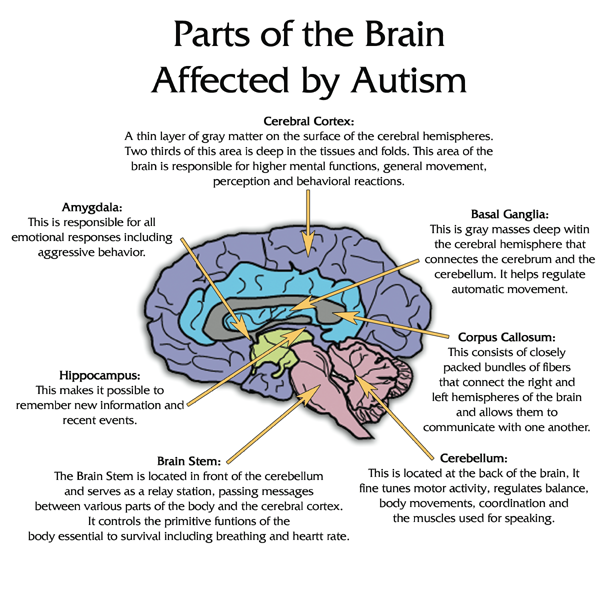 Parts of the Brain
Affected by Autism
Cerebral Cortex:
A thin layer of gray matter on the surface of the cerebral hemispheres.
Two thirds of this area is deep in the tissues and folds. This area of the
brain is responsible for higher mental functions, general movement,
perception and behavioral reactions.
Amygdala:
This is responsible for all
emotional responses including
aggressive behavior.
Basal Ganglia:
This is gray masses deep witin
the cerebral hemisphere that
connectes the cerebrum and the
cerebellum. It helps regulate
automatic movement.
Corpus Callosum:
This consists of closely
packed bundles of fibers
that connect the right and
left hemispheres of the brain
and allows them to
communicate with one another.
Hippocampus:
This makes it possible to
remember new information and
recent events.
Brain Stem:
The Brain Stem is located in front of the cerebellum
and serves as a relay station, passing messages
between various parts of the body and the cerebral cortex.
It controls the primitive funtions of the
body essential to survival including breathing and heartt rate.
Cerebellum:
This is located at the back of the brain, It
fine tunes motor activity, regulates balance,
body movements, coordination and
the muscles used for speaking.